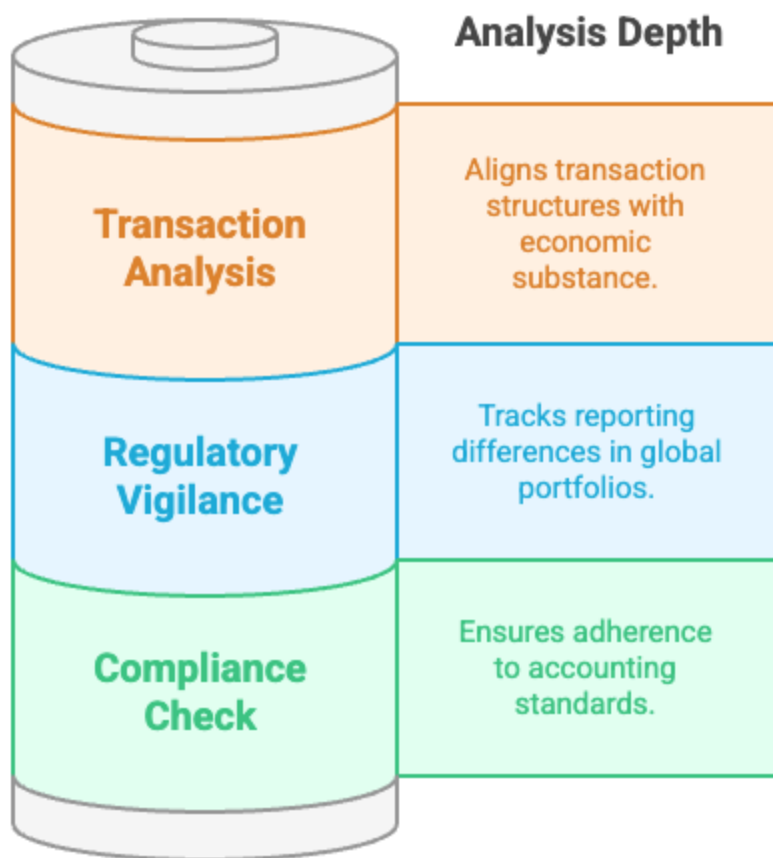 Analysis Depth
Transaction
Analysis
Aligns transaction
structures with
economic
substance.
Regulatory
Vigilance
Tracks reporting
differences in global
portfolios.
Compliance
Check
Ensures adherence
to accounting
standards.